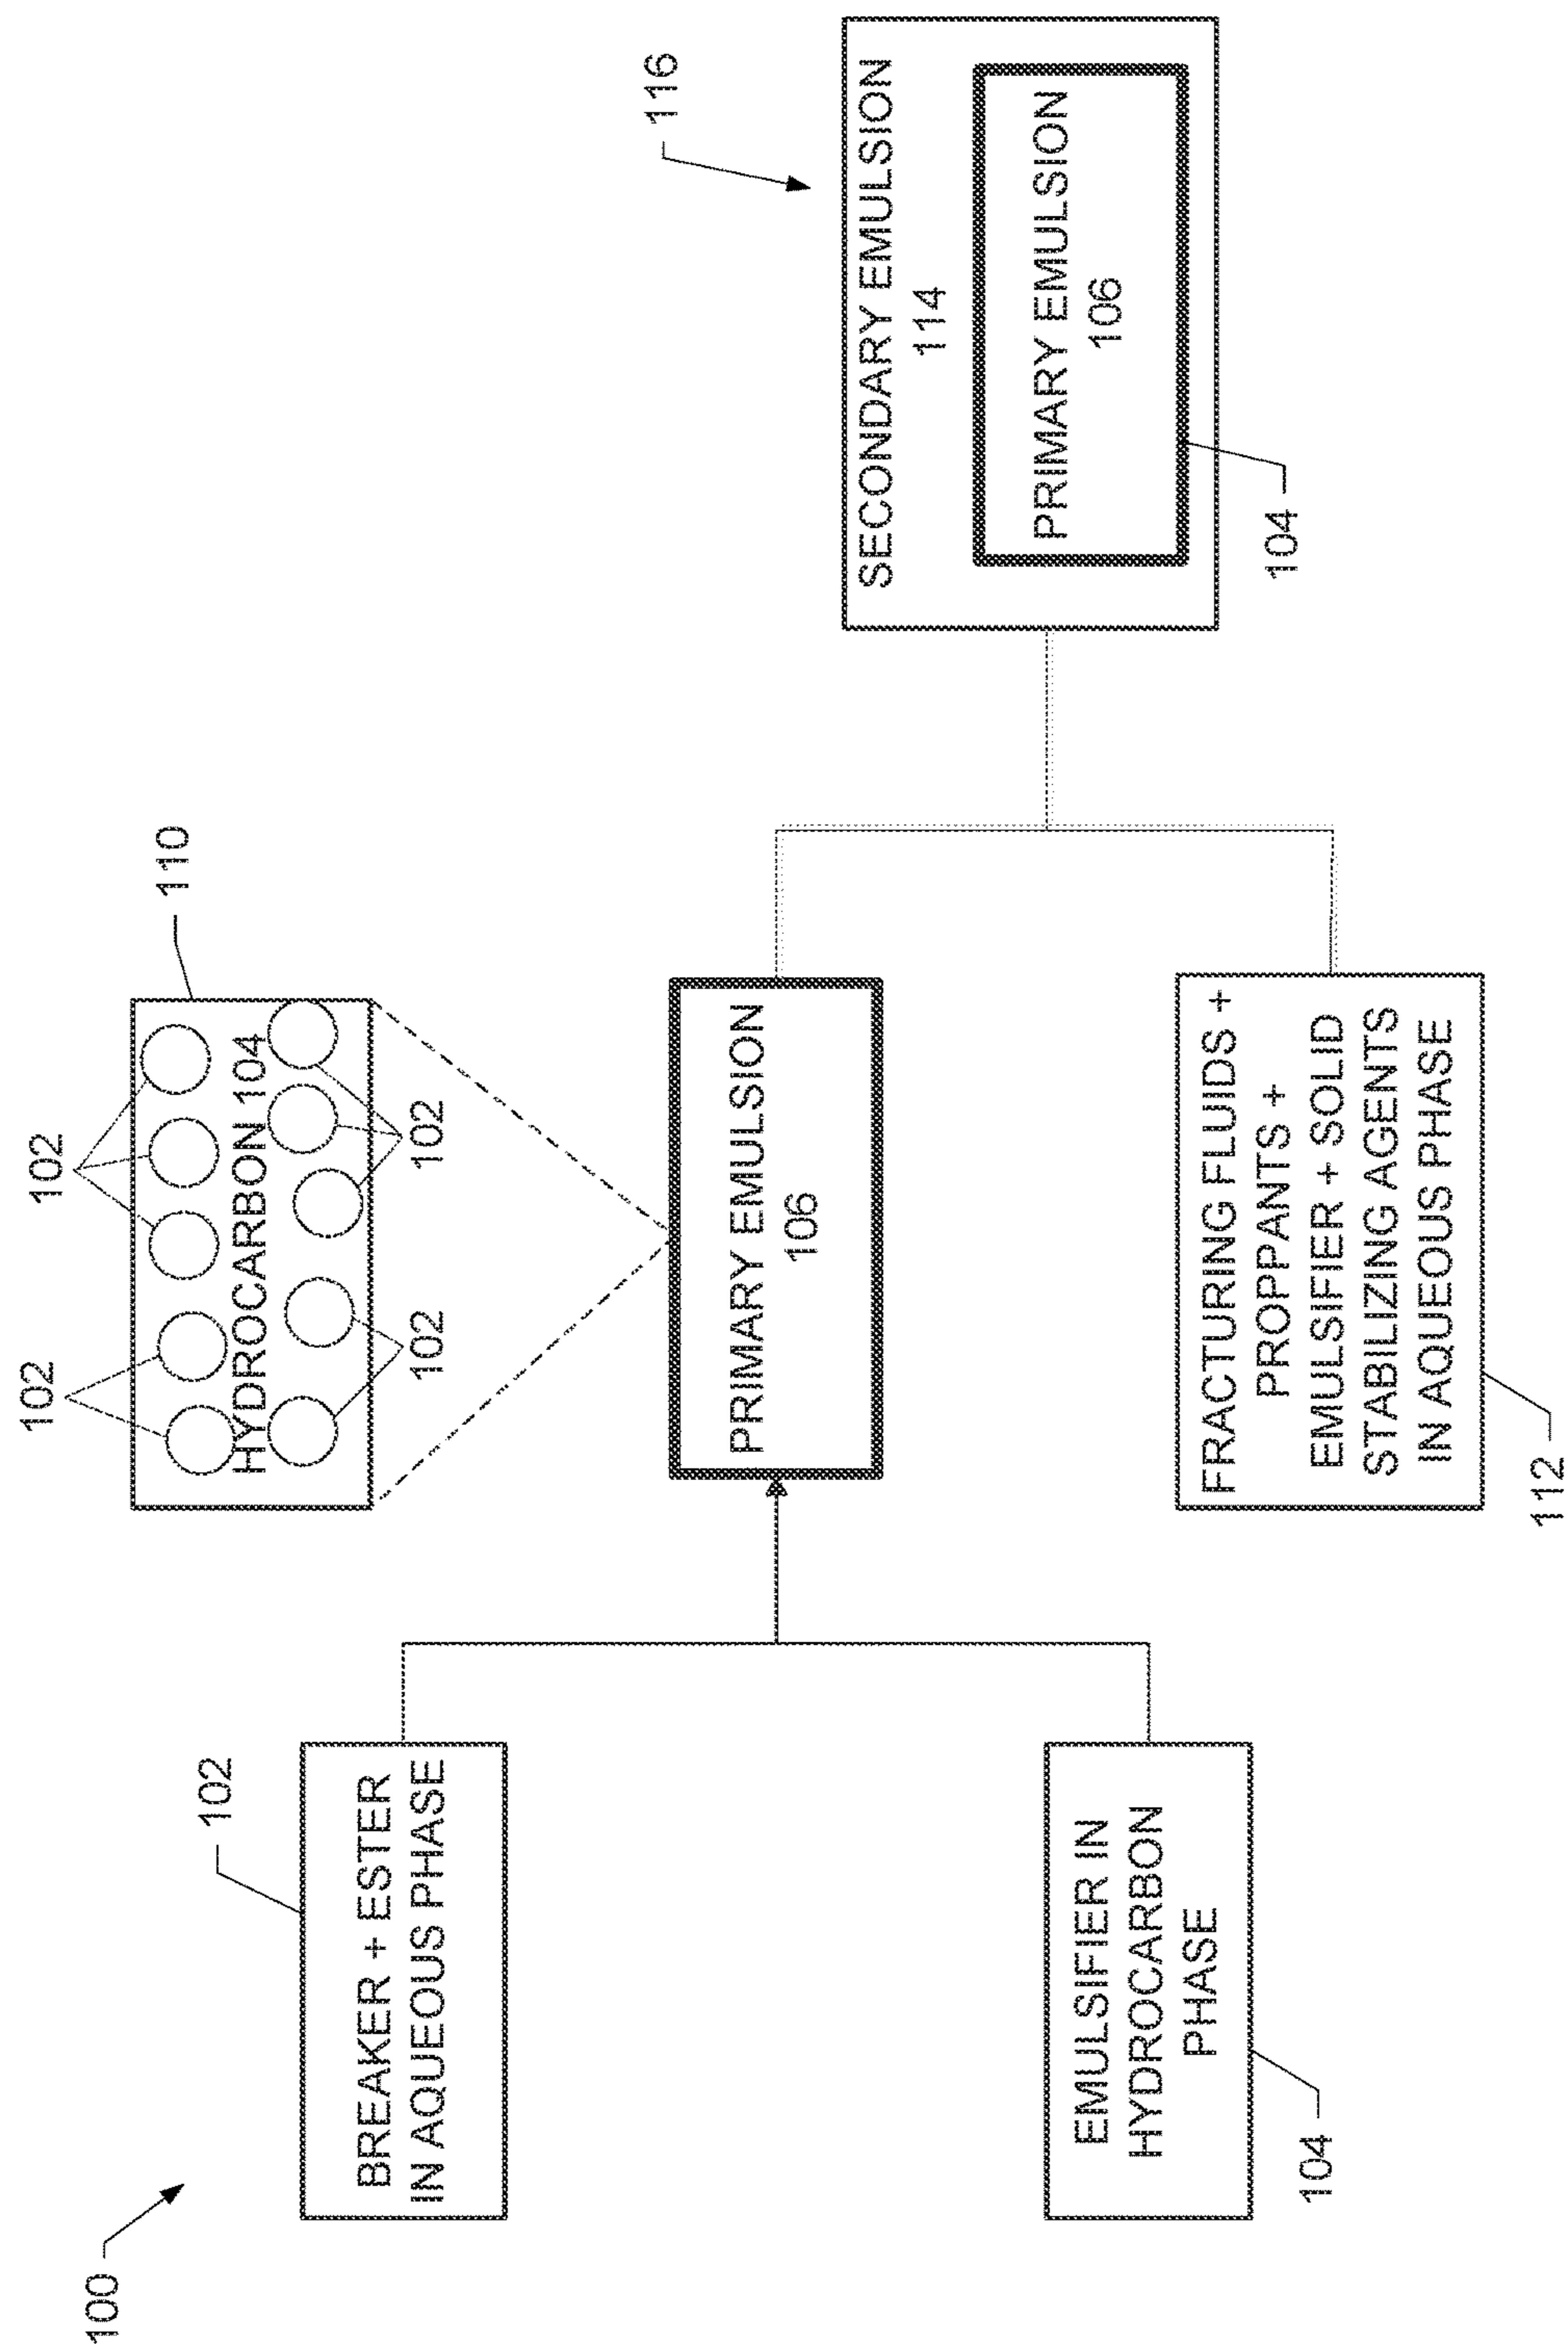 100
102
BREAKER + ESTER
IN AQUEOUS PHASE
EMULSIFIER IN
HYDROCARBON
PHASE
104
102
102
HYDROCARBON 104
102
102
110
PRIMARY EMULSION
106
FRACTURING FLUIDS +
PROPPANTS +
EMULSIFIER + SOLID
STABILIZING AGENTS
IN AQUEOUS PHASE
112
116
SECONDARY EMULSION
114
PRIMARY EMULSION
106
104